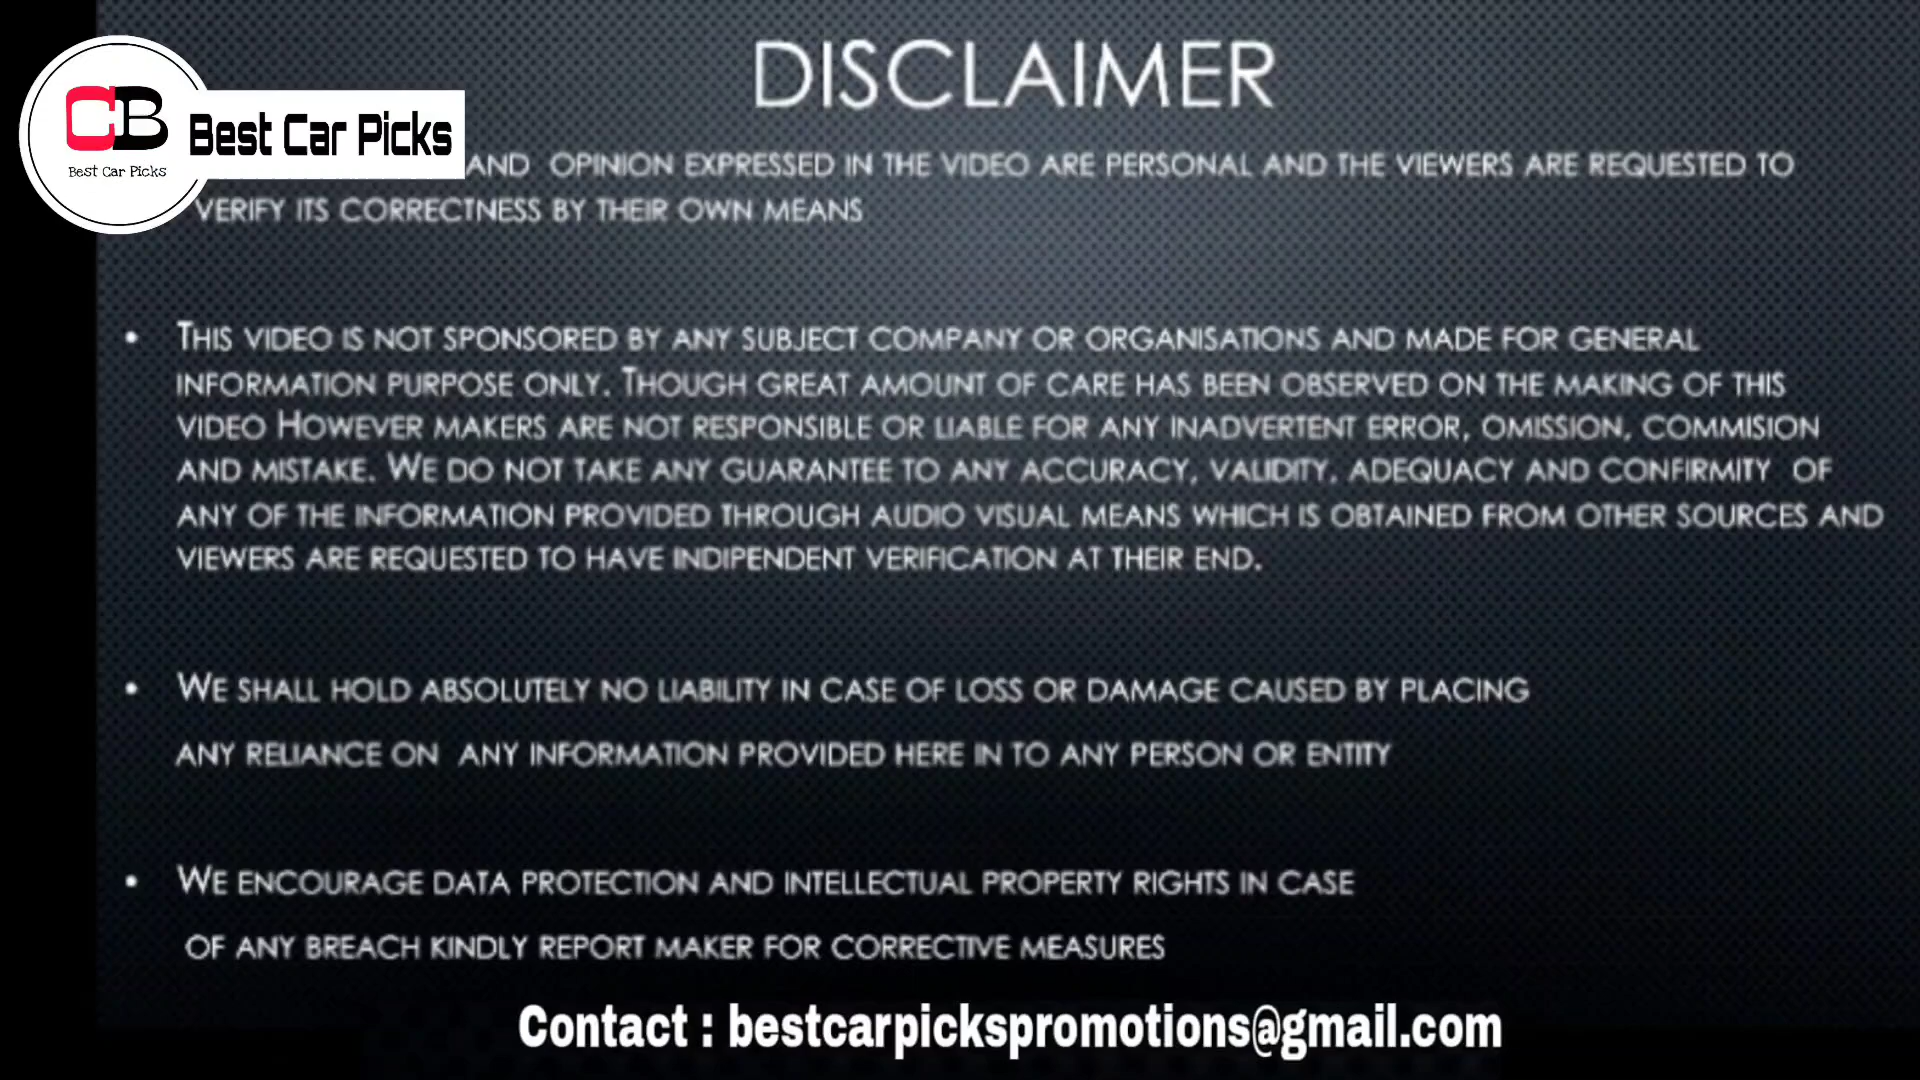 DISCLAIMER
CB
Best Car Picks
Best Car Picks
AND OPINION EXPRESSED IN THE VIDEO ARE PERSONAL AND THE VIEWERS ARE REQUESTED TO
VERIFY ITS CORRECTNESS BY THEIR OWN MEANS
• THIS VIDEO IS NOT SPONSORED BY ANY SUBJECT COMPANY OR ORGANISATIONS AND MADE FOR GENERAL
INFORMATION PURPOSE ONLY. THOUGH GREAT AMOUNT OF CARE HAS BEEN OBSERVED ON THE MAKING OF THIS
VIDEO HOWEVER MAKERS ARE NOT RESPONSIBLE OR LIABLE FOR ANY INADVERTENT ERROR, OMISSION, COMMISION
AND MISTAKE. WE DO NOT TAKE ANY GUARANTEE TO ANY ACCURACY, VALIDITY, ADEQUACY AND CONFIRMITY OF
ANY OF THE INFORMATION PROVIDED THROUGH AUDIO VISUAL MEANS WHICH IS OBTAINED FROM OTHER SOURCES AND
VIEWERS ARE REQUESTED TO HAVE INDIPENDENT VERIFICATION AT THEIR END.
• WE SHALL HOLD ABSOLUTELY NO LIABILITY IN CASE OF LOSS OR DAMAGE CAUSED BY PLACING
ANY RELIANCE ON ANY INFORMATION PROVIDED HERE IN TO ANY PERSON OR ENTITY
• WE ENCOURAGE DATA PROTECTION AND INTELLECTUAL PROPERTY RIGHTS IN CASE
OF ANY BREACH KINDLY REPORT MAKER FOR CORRECTIVE MEASURES
Contact : bestcarpickspromotions@gmail.com